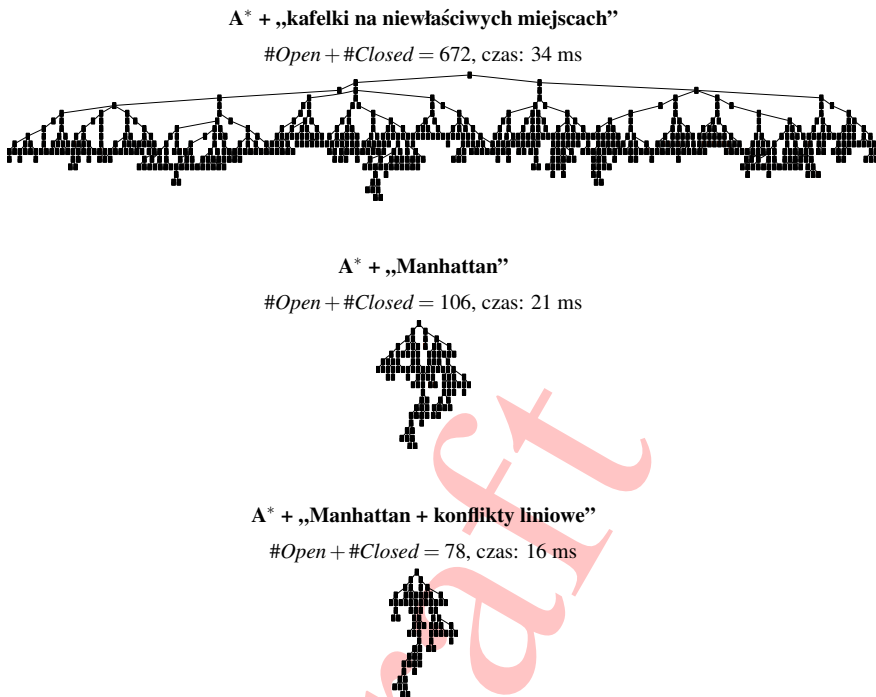 A* + „kafelki na niewłaściwych miejscach”
#Open + #Closed = 672, czas: 34 ms
A* + „Manhattan”
#Open + #Closed = 106, czas: 21 ms
A* + „Manhattan + konflikty liniowe”
#Open + #Closed = 78, czas: 16 ms
raft